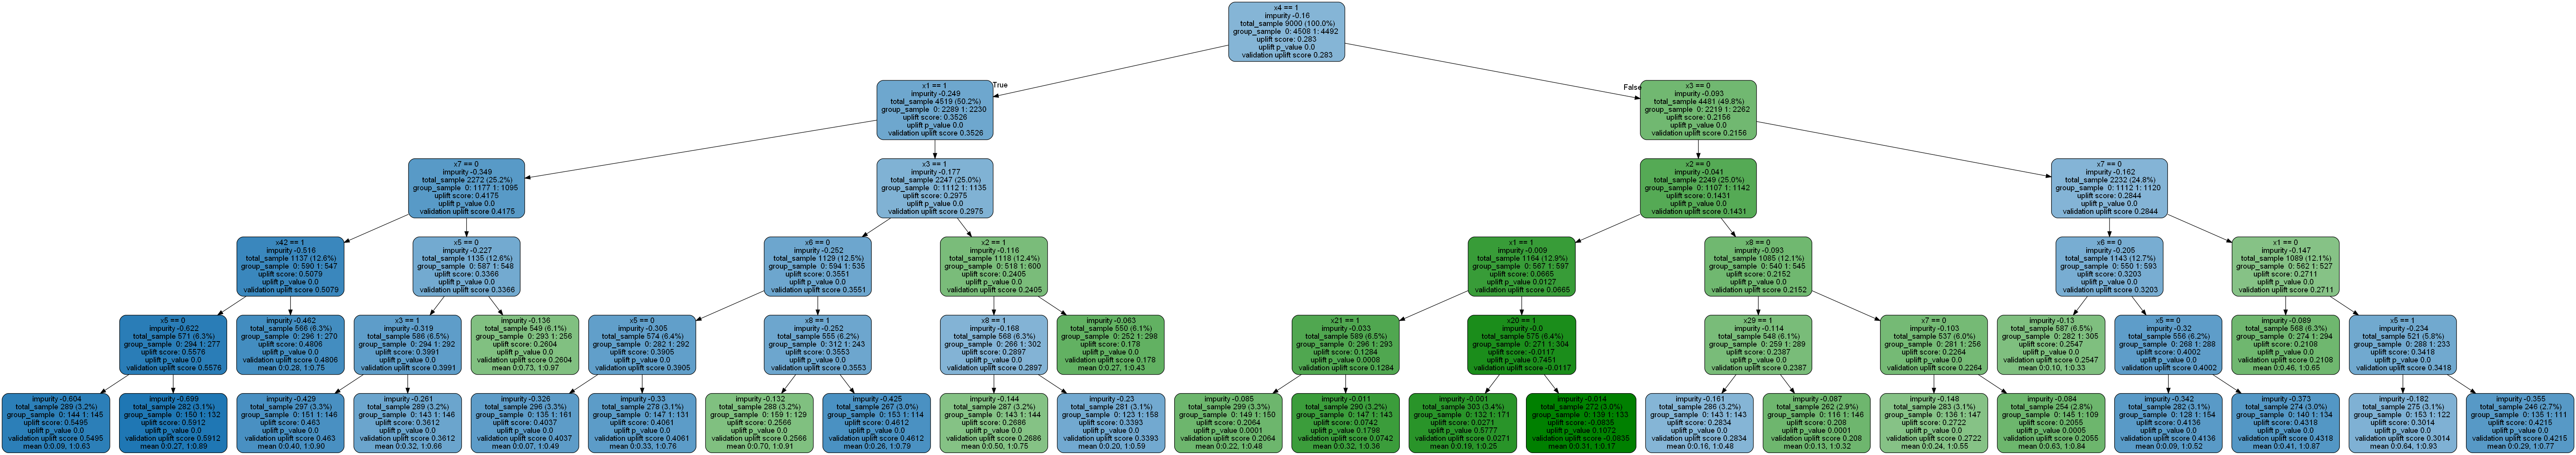 x4 == 1
impurity -0.16
total_sample 9000 (100.0%)
group_sample 0: 4508 1: 4492
uplift score: 0.283
uplift p_value 0.0
validation uplift score 0.283
True
False
x1 == 1
impurity -0.249
total_sample 4519 (50.2%)
group_sample 0: 2289 1: 2230
uplift score: 0.3526
uplift p_value 0.0
validation uplift score 0.3526
x3 == 0
impurity -0.093
total_sample 4481 (49.8%)
group_sample 0: 2219 1: 2262
uplift score: 0.2156
uplift p_value 0.0
validation uplift score 0.2156
x7 == 0
impurity -0.349
total_sample 2272 (25.2%)
group_sample 0: 1177 1: 1095
uplift score: 0.4175
uplift p_value 0.0
validation uplift score 0.4175
x3 == 1
impurity -0.177
total_sample 2247 (25.0%)
group_sample 0: 1112 1: 1135
uplift score: 0.2975
uplift p_value 0.0
validation uplift score 0.2975
x2 == 0
impurity -0.041
total_sample 2249 (25.0%)
group_sample 0: 1107 1: 1142
uplift score: 0.1431
uplift p_value 0.0
validation uplift score 0.1431
x7 == 0
impurity -0.162
total_sample 2232 (24.8%)
group_sample 0: 1112 1: 1120
uplift score: 0.2844
uplift p_value 0.0
validation uplift score 0.2844
x42 == 1
impurity -0.516
total_sample 1137 (12.6%)
group_sample 0: 590 1: 547
uplift score: 0.5079
uplift p_value 0.0
validation uplift score 0.5079
x5 == 0
impurity -0.227
total_sample 1135 (12.6%)
group_sample 0: 587 1: 548
uplift score: 0.3366
uplift p_value 0.0
validation uplift score 0.3366
x6 == 0
impurity -0.252
total_sample 1129 (12.5%)
group_sample 0: 594 1: 535
uplift score: 0.3551
uplift p_value 0.0
validation uplift score 0.3551
x2 == 1
impurity -0.116
total_sample 1118 (12.4%)
group_sample 0: 518 1: 600
uplift score: 0.2405
uplift p_value 0.0
validation uplift score 0.2405
x1 == 1
impurity -0.009
total_sample 1164 (12.9%)
group_sample 0: 567 1: 597
uplift score: 0.0665
uplift p_value 0.0127
validation uplift score 0.0665
x8 == 0
impurity -0.093
total_sample 1085 (12.1%)
group_sample 0: 540 1: 545
uplift score: 0.2152
uplift p_value 0.0
validation uplift score 0.2152
x6 == 0
impurity -0.205
total_sample 1143 (12.7%)
group_sample 0: 550 1: 593
uplift score: 0.3203
uplift p_value 0.0
validation uplift score 0.3203
x1 == 0
impurity -0.147
total_sample 1089 (12.1%)
group_sample 0: 562 1: 527
uplift score: 0.2711
uplift p_value 0.0
validation uplift score 0.2711
x5 == 0
impurity -0.622
total_sample 571 (6.3%)
group_sample 0: 294 1: 277
uplift score: 0.5576
uplift p_value 0.0
validation uplift score 0.5576
impurity -0.462
total_sample 566 (6.3%)
group_sample 0: 296 1: 270
uplift score: 0.4806
uplift p_value 0.0
validation uplift score 0.4806
mean 0:0.28, 1:0.75
x3 == 1
impurity -0.319
total_sample 586 (6.5%)
group_sample 0: 294 1: 292
uplift score: 0.3991
uplift p_value 0.0
validation uplift score 0.3991
impurity -0.136
total_sample 549 (6.1%)
group_sample 0: 293 1: 256
uplift score: 0.2604
uplift p_value 0.0
validation uplift score 0.2604
mean 0:0.73, 1:0.97
x5 == 0
impurity -0.305
total_sample 574 (6.4%)
group_sample 0: 282 1: 292
uplift score: 0.3905
uplift p_value 0.0
validation uplift score 0.3905
x8 == 1
impurity -0.252
total_sample 555 (6.2%)
group_sample 0: 312 1: 243
uplift score: 0.3553
uplift p_value 0.0
validation uplift score 0.3553
x8 == 1
impurity -0.168
total_sample 568 (6.3%)
group_sample 0: 266 1: 302
uplift score: 0.2897
uplift p_value 0.0
validation uplift score 0.2897
impurity -0.063
total_sample 550 (6.1%)
group_sample 0: 252 1: 298
uplift score: 0.178
uplift p_value 0.0
validation uplift score 0.178
mean 0:0.27, 1:0.43
x21 == 1
impurity -0.033
total_sample 589 (6.5%)
group_sample 0: 296 1: 293
uplift score: 0.1284
uplift p_value 0.0008
validation uplift score 0.1284
x20 == 1
impurity -0.0
total_sample 575 (6.4%)
group_sample 0: 271 1: 304
uplift score: -0.0117
uplift p_value 0.7451
validation uplift score -0.0117
x29 == 1
impurity -0.114
total_sample 548 (6.1%)
group_sample 0: 259 1: 289
uplift score: 0.2387
uplift p_value 0.0
validation uplift score 0.2387
x7 == 0
impurity -0.103
total_sample 537 (6.0%)
group_sample 0: 281 1: 256
uplift score: 0.2264
uplift p_value 0.0
validation uplift score 0.2264
impurity -0.13
total_sample 587 (6.5%)
group_sample 0: 282 1: 305
uplift score: 0.2547
uplift p_value 0.0
validation uplift score 0.2547
mean 0:0.10, 1:0.33
x5 == 0
impurity -0.32
total_sample 556 (6.2%)
group_sample 0: 268 1: 288
uplift score: 0.4002
uplift p_value 0.0
validation uplift score 0.4002
impurity -0.089
total_sample 568 (6.3%)
group_sample 0: 274 1: 294
uplift score: 0.2108
uplift p_value 0.0
validation uplift score 0.2108
mean 0:0.46, 1:0.65
x5 == 1
impurity -0.234
total_sample 521 (5.8%)
group_sample 0: 288 1: 233
uplift score: 0.3418
uplift p_value 0.0
validation uplift score 0.3418
impurity -0.604
total_sample 289 (3.2%)
group_sample 0: 144 1: 145
uplift score: 0.5495
uplift p_value 0.0
validation uplift score 0.5495
mean 0:0.09, 1:0.63
impurity -0.699
total_sample 282 (3.1%)
group_sample 0: 150 1: 132
uplift score: 0.5912
uplift p_value 0.0
validation uplift score 0.5912
mean 0:0.27, 1:0.89
impurity -0.429
total_sample 297 (3.3%)
group_sample 0: 151 1: 146
uplift score: 0.463
uplift p_value 0.0
validation uplift score 0.463
mean 0:0.40, 1:0.90
impurity -0.261
total_sample 289 (3.2%)
group_sample 0: 143 1: 146
uplift score: 0.3612
uplift p_value 0.0
validation uplift score 0.3612
mean 0:0.32, 1:0.66
impurity -0.326
total_sample 296 (3.3%)
group_sample 0: 135 1: 161
uplift score: 0.4037
uplift p_value 0.0
validation uplift score 0.4037
mean 0:0.07, 1:0.49
impurity -0.33
total_sample 278 (3.1%)
group_sample 0: 147 1: 131
uplift score: 0.4061
uplift p_value 0.0
validation uplift score 0.4061
mean 0:0.33, 1:0.76
impurity -0.132
total_sample 288 (3.2%)
group_sample 0: 159 1: 129
uplift score: 0.2566
uplift p_value 0.0
validation uplift score 0.2566
mean 0:0.70, 1:0.91
impurity -0.425
total_sample 267 (3.0%)
group_sample 0: 153 1: 114
uplift score: 0.4612
uplift p_value 0.0
validation uplift score 0.4612
mean 0:0.26, 1:0.79
impurity -0.144
total_sample 287 (3.2%)
group_sample 0: 143 1: 144
uplift score: 0.2686
uplift p_value 0.0
validation uplift score 0.2686
mean 0:0.50, 1:0.75
impurity -0.23
total_sample 281 (3.1%)
group_sample 0: 123 1: 158
uplift score: 0.3393
uplift p_value 0.0
validation uplift score 0.3393
mean 0:0.20, 1:0.59
impurity -0.085
total_sample 299 (3.3%)
group_sample 0: 149 1: 150
uplift score: 0.2064
uplift p_value 0.0001
validation uplift score 0.2064
mean 0:0.22, 1:0.48
impurity -0.011
total_sample 290 (3.2%)
group_sample 0: 147 1: 143
uplift score: 0.0742
uplift p_value 0.1798
validation uplift score 0.0742
mean 0:0.32, 1:0.36
impurity -0.001
total_sample 303 (3.4%)
group_sample 0: 132 1: 171
uplift score: 0.0271
uplift p_value 0.5777
validation uplift score 0.0271
mean 0:0.19, 1:0.25
impurity -0.014
total_sample 272 (3.0%)
group_sample 0: 139 1: 133
uplift score: -0.0835
uplift p_value 0.1072
validation uplift score -0.0835
mean 0:0.31, 1:0.17
impurity -0.161
total_sample 286 (3.2%)
group_sample 0: 143 1: 143
uplift score: 0.2834
uplift p_value 0.0
validation uplift score 0.2834
mean 0:0.16, 1:0.48
impurity -0.087
total_sample 262 (2.9%)
group_sample 0: 116 1: 146
uplift score: 0.208
uplift p_value 0.0001
validation uplift score 0.208
mean 0:0.13, 1:0.32
impurity -0.148
total_sample 283 (3.1%)
group_sample 0: 136 1: 147
uplift score: 0.2722
uplift p_value 0.0
validation uplift score 0.2722
mean 0:0.24, 1:0.55
impurity -0.084
total_sample 254 (2.8%)
group_sample 0: 145 1: 109
uplift score: 0.2055
uplift p_value 0.0005
validation uplift score 0.2055
mean 0:0.63, 1:0.84
impurity -0.342
total_sample 282 (3.1%)
group_sample 0: 128 1: 154
uplift score: 0.4136
uplift p_value 0.0
validation uplift score 0.4136
mean 0:0.09, 1:0.52
impurity -0.373
total_sample 274 (3.0%)
group_sample 0: 140 1: 134
uplift score: 0.4318
uplift p_value 0.0
validation uplift score 0.4318
mean 0:0.41, 1:0.87
impurity -0.182
total_sample 275 (3.1%)
group_sample 0: 153 1: 122
uplift score: 0.3014
uplift p_value 0.0
validation uplift score 0.3014
mean 0:0.64, 1:0.93
impurity -0.355
total_sample 246 (2.7%)
group_sample 0: 135 1: 111
uplift score: 0.4215
uplift p_value 0.0
validation uplift score 0.4215
mean 0:0.29, 1:0.77